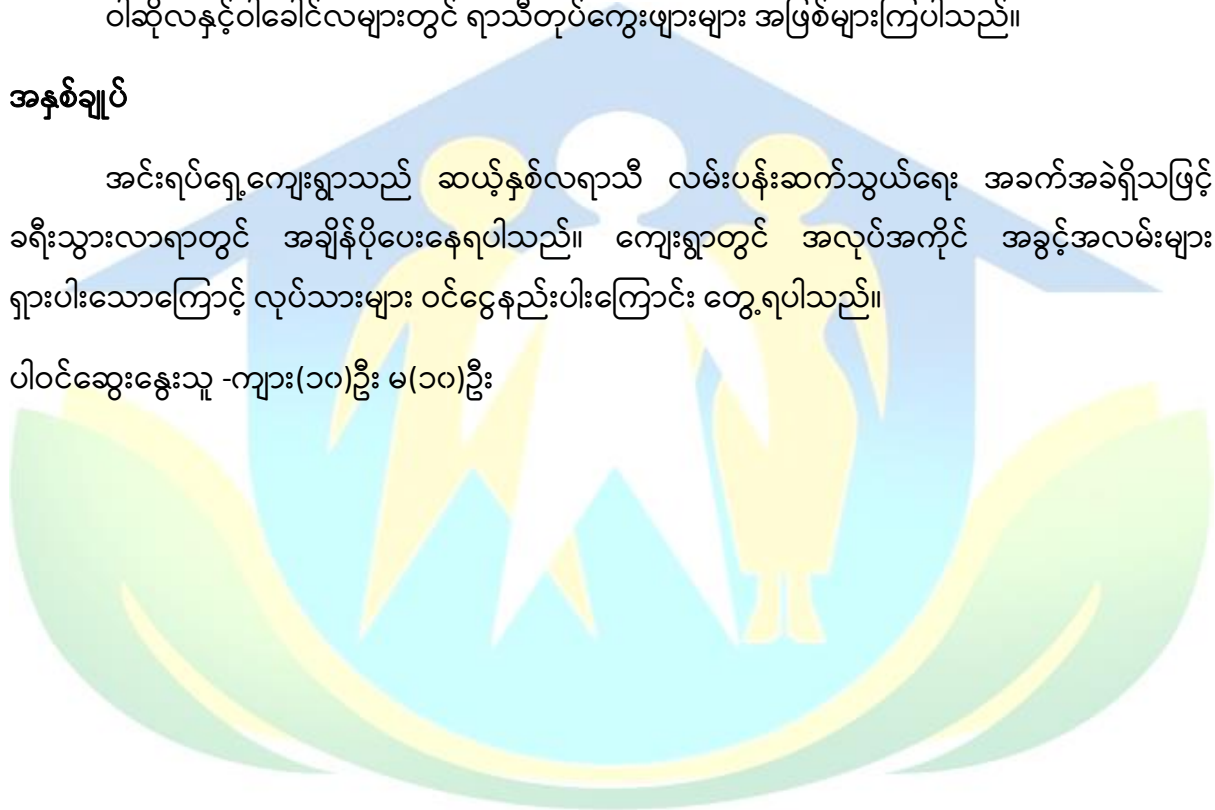 ဝါဆိုလနှင့်ဝါခေါင်လများတွင် ရာသီတုပ်ကွေးဖျားများ အဖြစ်များကြပါသည်။
အနှစ်ချုပ်
အင်းရပ်ရှေ့ကျေးရွာသည် ဆယ့်နှစ်လရာသီ လမ်းပန်းဆက်သွယ်ရေး အခက်အခဲရှိသဖြင့်
ခရီးသွားလာရာတွင် အချိန်ပိုပေးနေရပါသည်။ ကျေးရွာတွင် အလုပ်အကိုင် အခွင့်အလမ်းများ
ရှားပါးသောကြောင့် လုပ်သားများ ဝင်ငွေနည်းပါးကြောင်း တွေ့ရပါသည်။
ပါဝင်ဆွေးနွေးသူ -ကျား(၁၀)ဦး မ(၁၀)ဦး